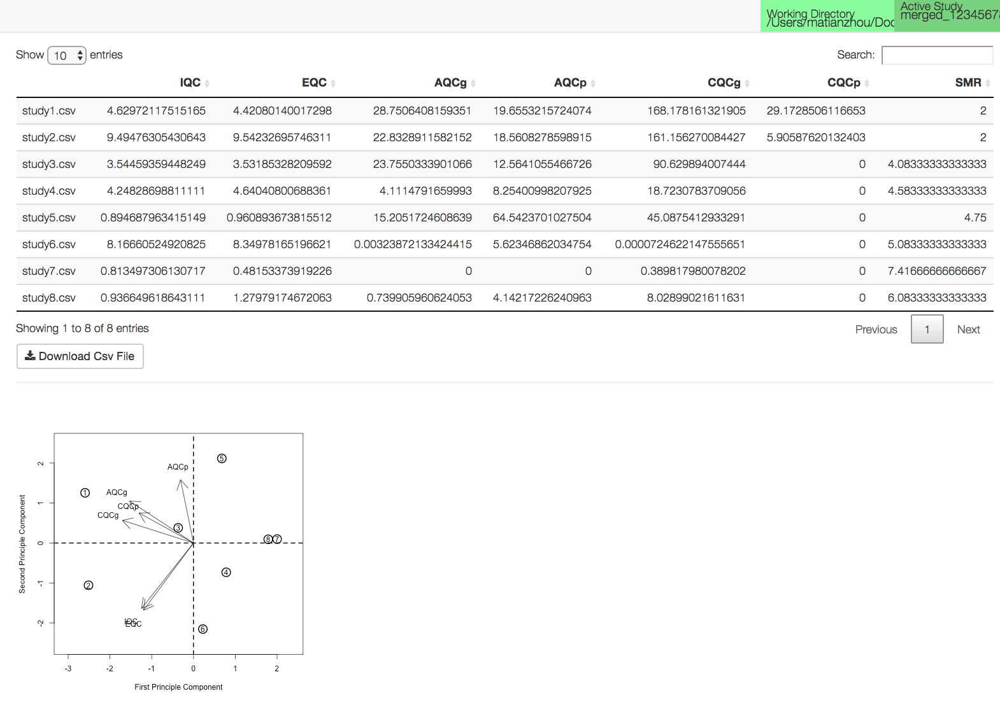 Working Directory
/Users/matianzhou/Doc
Active Study
merged_1234567
Show 10 entries
Search:
IQC EQC AQCg AQCp CQCg CQCp SMR
study1.csv 4.62972117515165 4.42080140017298 28.7506408159351 19.6553215724074 168.178161321905 29.1728506116653 2
study2.csv 9.49476305430643 9.54232695746311 22.8328911582152 18.5608278598915 161.156270084427 5.90587620132403 2
study3.csv 3.54459359448249 3.53185328209592 23.7550333901066 12.5641055466726 90.629894007444 0 4.08333333333333
study4.csv 4.24828698811111 4.64040800688361 4.1114791659993 8.25400998207925 18.7230783709056 0 4.58333333333333
study5.csv 0.894687963415149 0.960893673815512 15.2051724608639 64.5423701027504 45.0875412933291 0 4.75
study6.csv 8.16660524920825 8.34978165196621 0.00323872133424415 5.62346862034754 0.0000724622147555651 0 5.08333333333333
study7.csv 0.813497306130717 0.48153373919226 0 0 0.389817980078202 0 7.41666666666667
study8.csv 0.936649618643111 1.27979174672063 0.739905960624053 4.14217226240963 8.02899021611631 0 6.08333333333333
Showing 1 to 8 of 8 entries
Previous 1 Next
Download Csv File
5
AQCp
2
AQCg
1
CQCp
1
CQCg
3
0
8 7
4
2
-1
IQC
EQC
-2
6
Second Principle Component
-3 -2 -1 0 1 2
First Principle Component